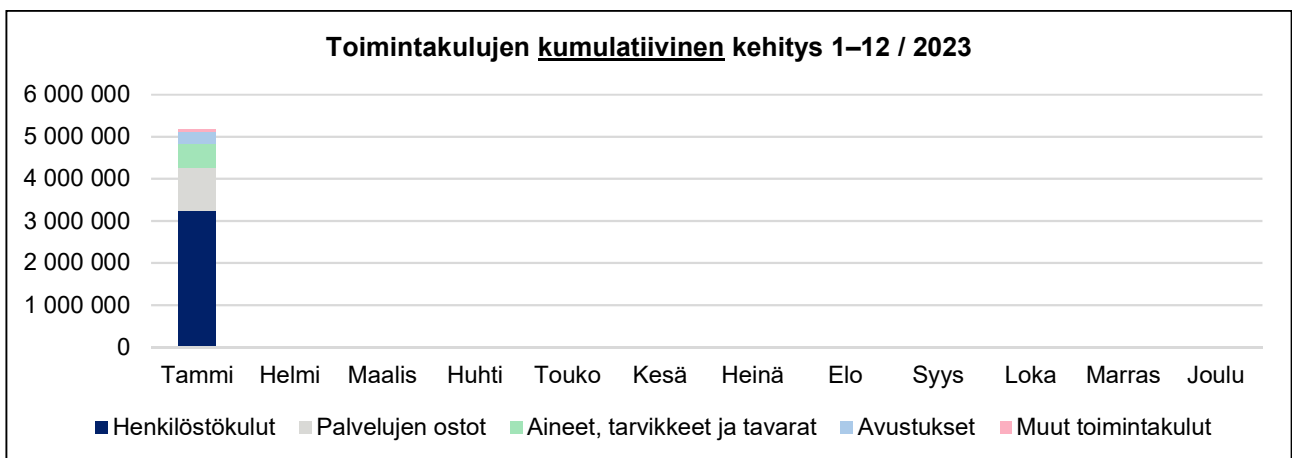 Toimintakulujen kumulatiivinen kehitys 1–12 / 2023
6 000 000
5 000 000
4 000 000
3 000 000
2 000 000
1 000 000
0
Tammi Helmi Maalis Huhti Touko Kesä Heinä Elo Syys Loka Marras Joulu
Henkilöstökulut Palvelujen ostot Aineet, tarvikkeet ja tavarat Avustukset Muut toimintakulut